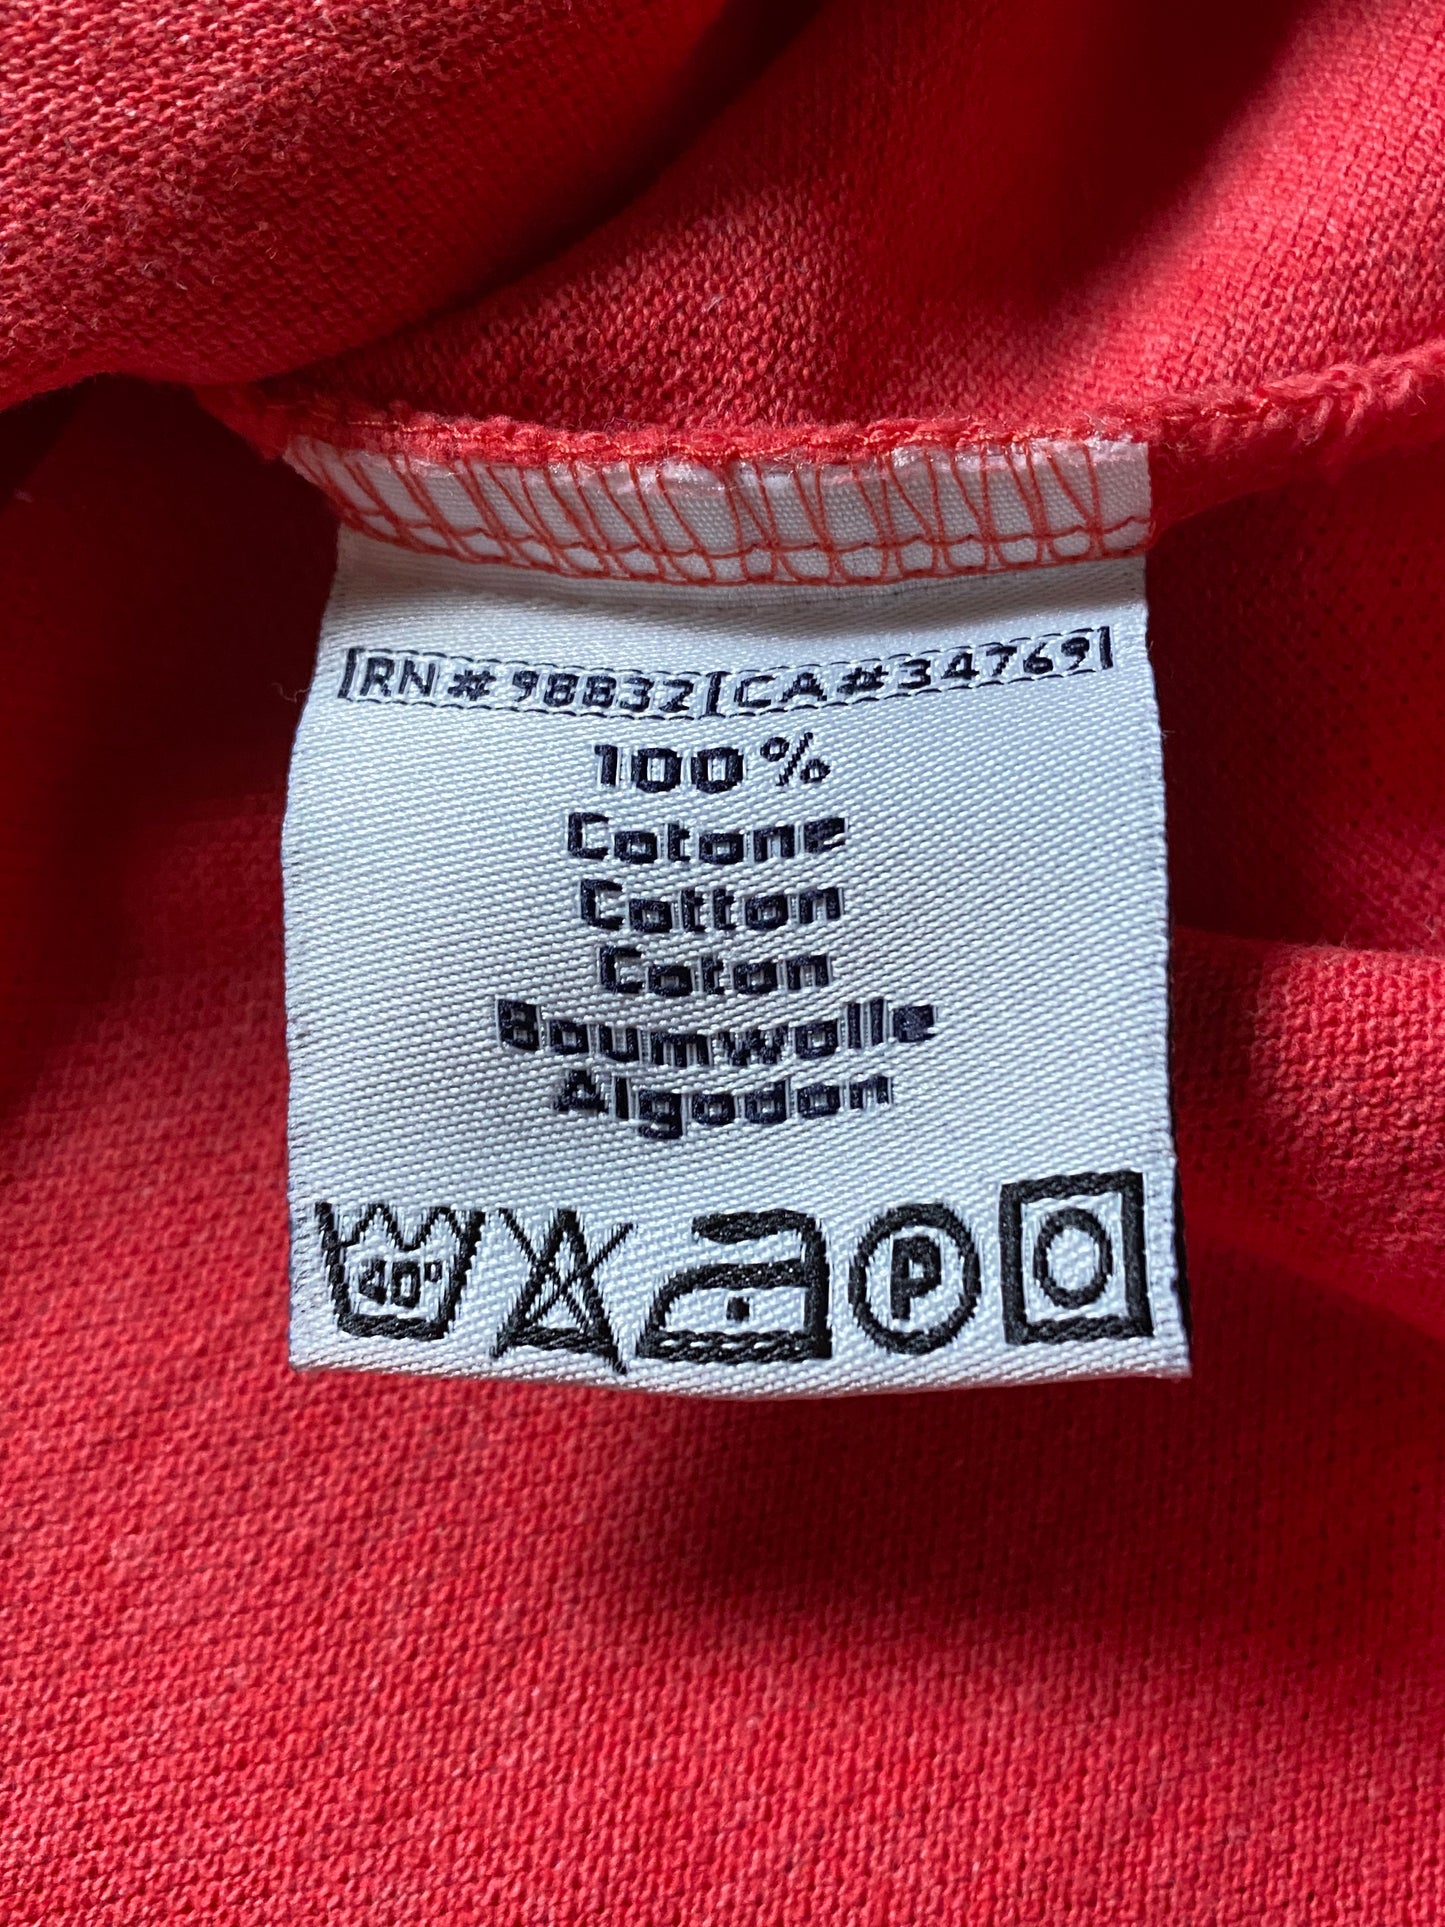 RN#98832 CA#34769
100%
Cotone
Cotton
Coton
Baumwolle
Algodon
40° P